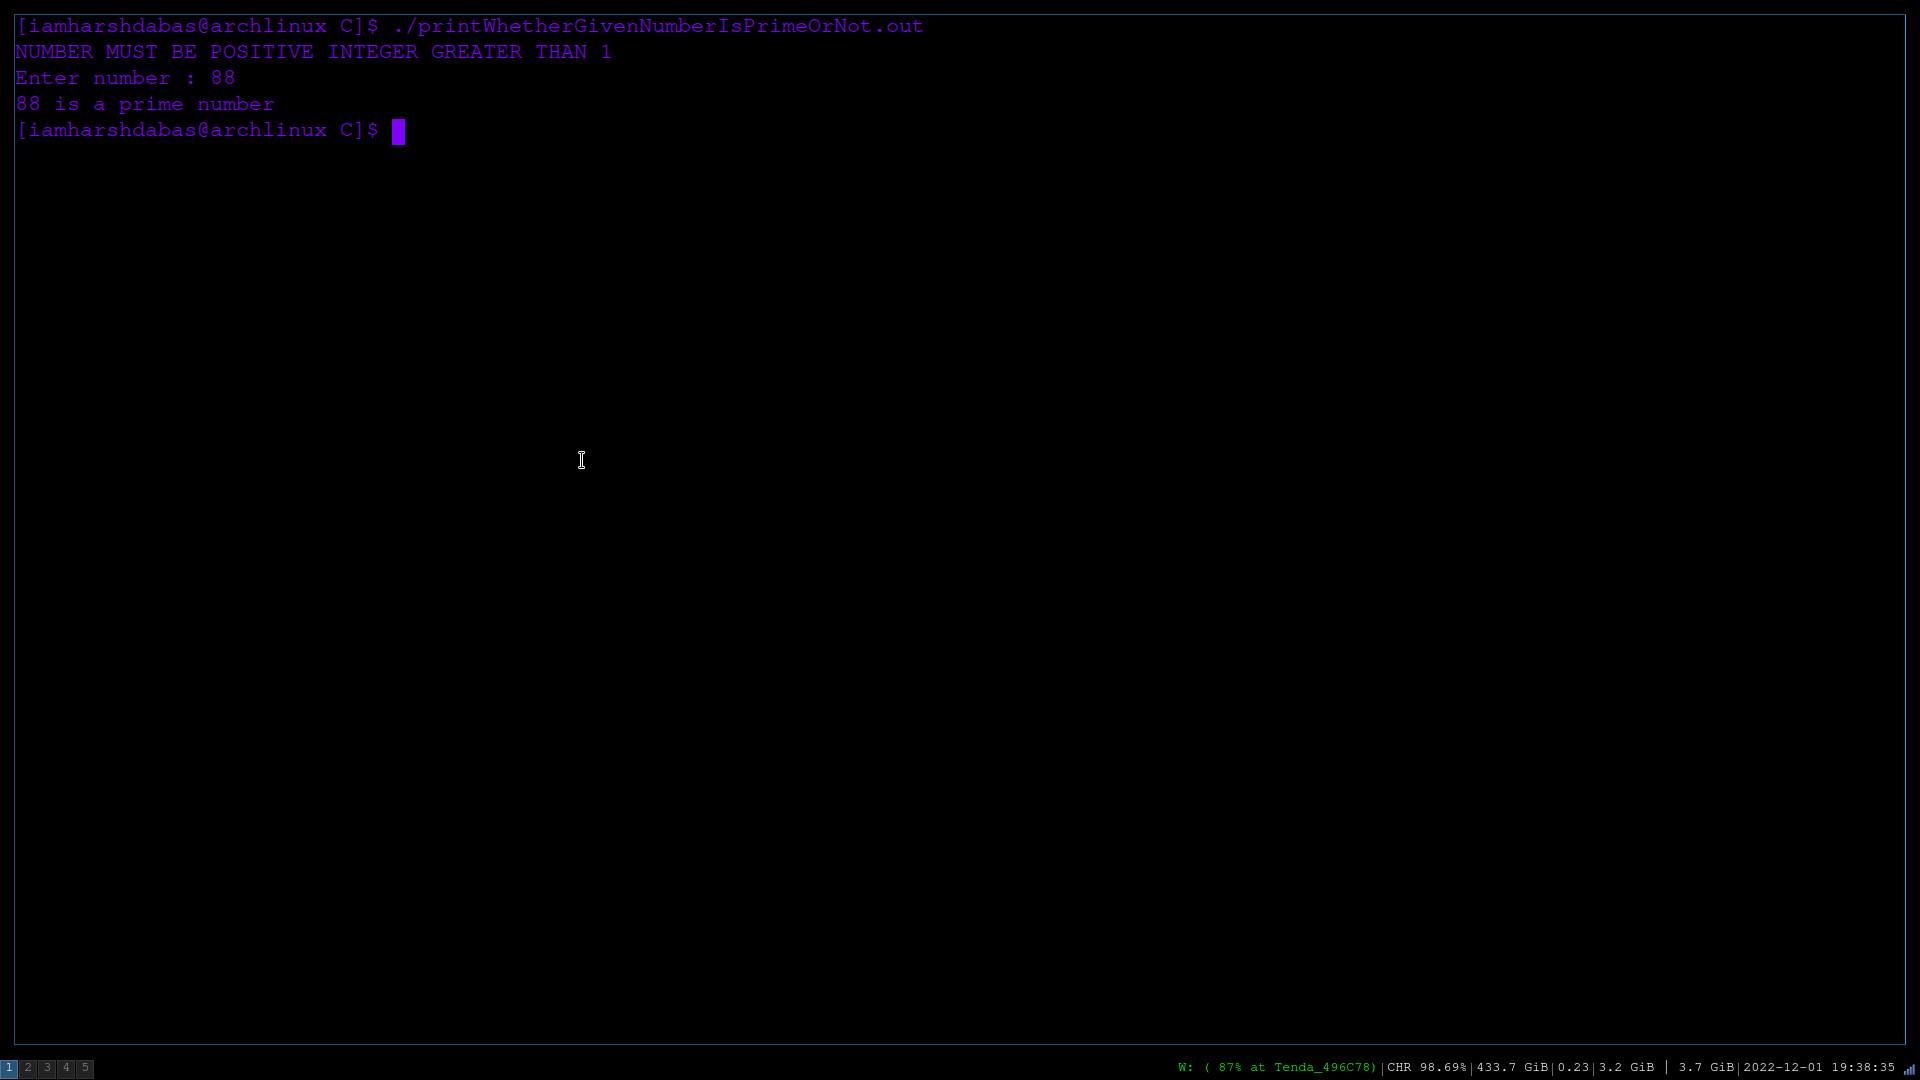 [iamharshdabas@archlinux C]$ ./printWhetherGivenNumberIsPrimeOrNot.out
NUMBER MUST BE POSITIVE INTEGER GREATER THAN 1
Enter number : 88
88 is a prime number
[iamharshdabas@archlinux C]$
1 2 3 4 5 W: ( 87% at Tenda_496C78)|CHR 98.69%|433.7 GiB|0.23|3.2 GiB | 3.7 GiB|2022-12-01 19:38:35